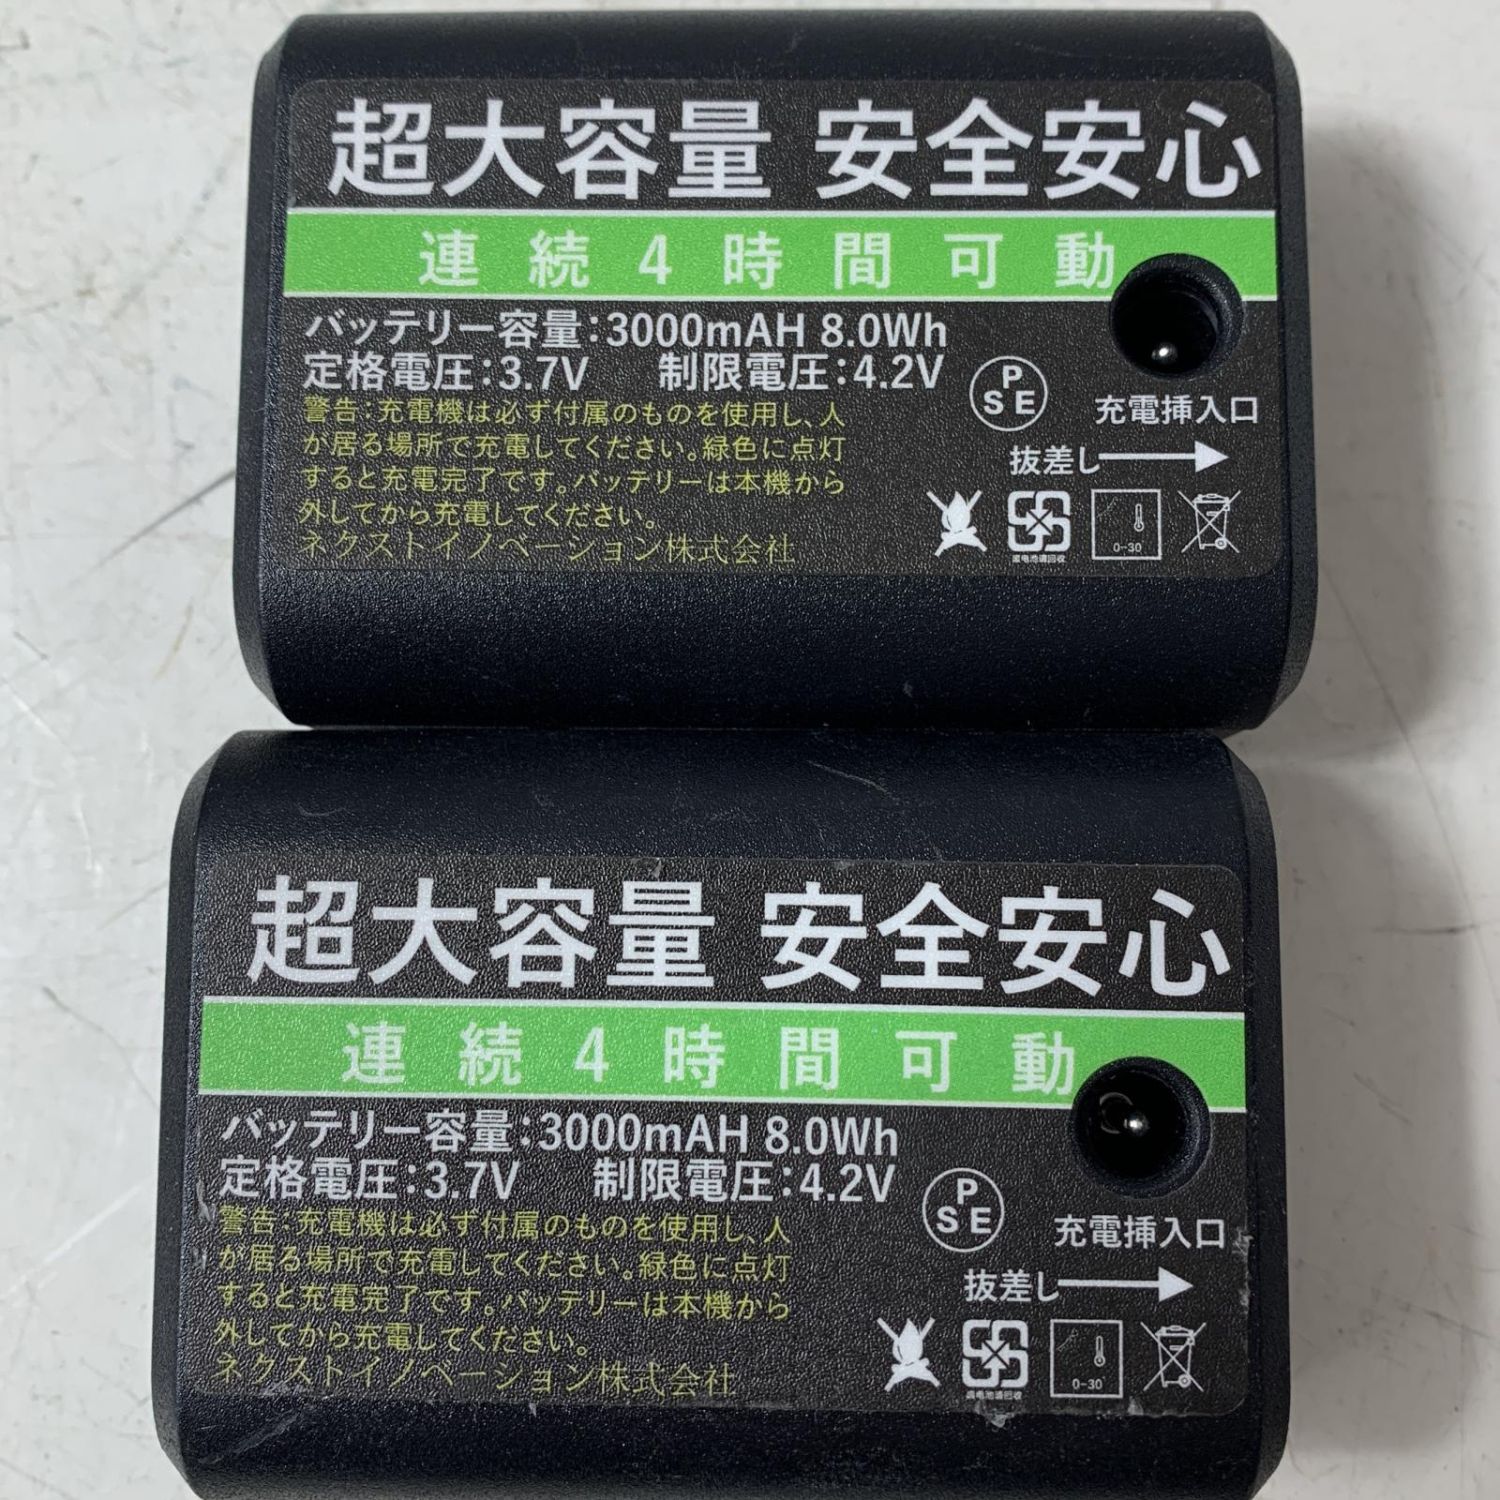 超大容量 安全安心
連続4時間可動
バッテリー容量:3000mAH 8.0Wh
定格電圧:3.7V 制限電圧:4.2V
PSE
充電挿入口
抜差し
警告:充電機は必ず付属のものを使用し、人
が居る場所で充電してください。緑色に点灯
すると充電完了です。バッテリーは本機から
外してから充電してください。
ネクストイノベーション株式会社
0-30
超大容量 安全安心
連続4時間可動
バッテリー容量:3000mAH 8.0Wh
定格電圧:3.7V 制限電圧:4.2V
PSE
充電挿入口
抜差し
警告:充電機は必ず付属のものを使用し、人
が居る場所で充電してください。緑色に点灯
すると充電完了です。バッテリーは本機から
外してから充電してください。
ネクストイノベーション株式会社
0-30